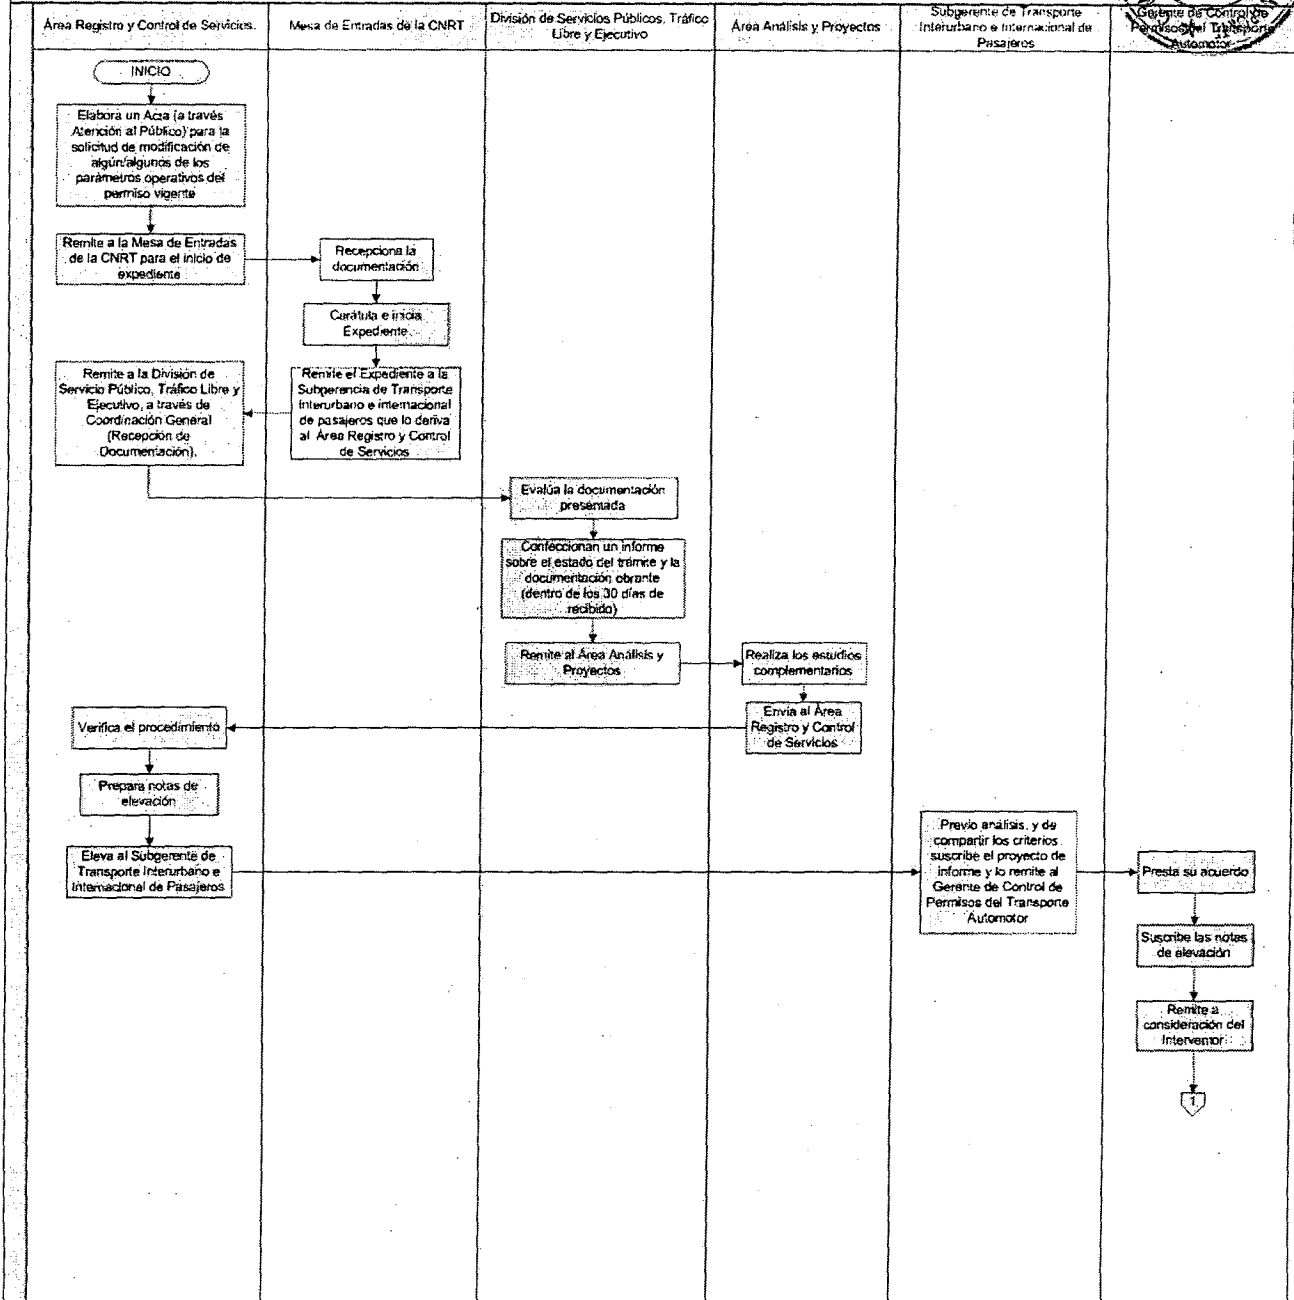 Área Registro y Control de Servicios.
Mesa de Entradas de la CNRT
División de Servicios Públicos, Tráfico
Libre y Ejecutivo
Área Análisis y Proyectos
Subgerente de Transporte
Interurbano e Internacional de
Pasajeros
Gerente de Control de
Permisos del Transporte
Automotor
INICIO
Elabora un Acta (a través
Atención al Público) para la
solicitud de modificación de
algún/algunos de los
parámetros operativos del
permiso vigente
Remite a la Mesa de Entradas
de la CNRT para el inicio de
expediente
Recepciona la
documentación
Carátula e inicia
Expediente
Remite el Expediente a la
Subgerencia de Transporte
Interurbano e internacional
de pasajeros que lo deriva
al Área Registro y Control
de Servicios
Remite a la División de
Servicio Público, Tráfico Libre y
Ejecutivo, a través de
Coordinación General
(Recepción de
Documentación).
Evalúa la documentación
presentada
Confeccionan un informe
sobre el estado del trámite y la
documentación obrante
(dentro de los 30 días de
recibido)
Remite al Área Análisis y
Proyectos
Realiza los estudios
complementarios
Envía al Área
Registro y Control
de Servicios
Verifica el procedimiento
Prepara notas de
elevación
Eleva al Subgerente de
Transporte Interurbano e
Internacional de Pasajeros
Previo análisis, y de
compartir los criterios
suscribe el proyecto de
informe y lo remite al
Gerente de Control de
Permisos del Transporte
Automotor
Presta su acuerdo
Suscribe las notas
de elevación
Remite a
consideración del
Interventor
1